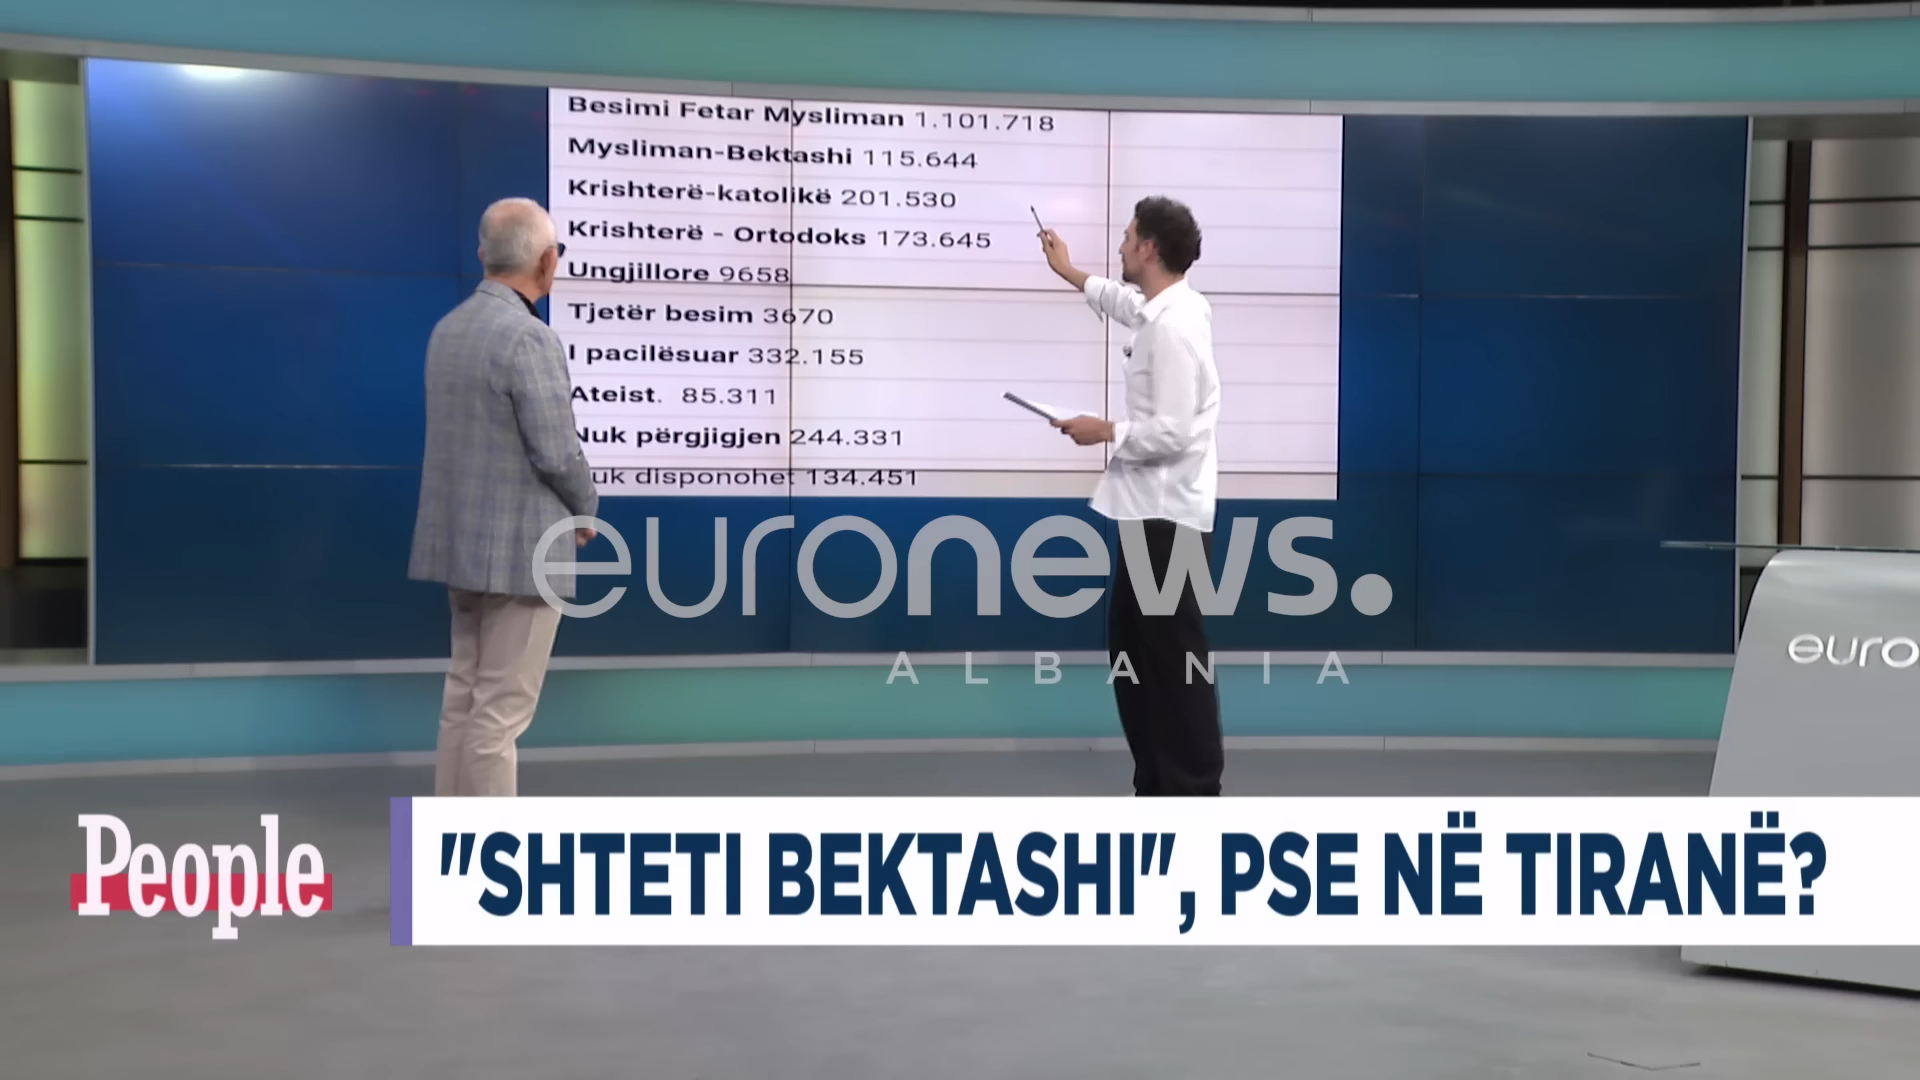 Besimi Fetar Mysliman 1.101.718
Mysliman-Bektashi 115.644
Krishterë-katolikë 201.530
Krishterë - Ortodoks 173.645
Ungjillore 9658
Tjetër besim 3670
I pacilësuar 332.155
Ateist. 85.311
Nuk përgjigjen 244.331
uk disponohet 134.451
euronews.
ALBANIA
euro
People
"SHTETI BEKTASHI", PSE NË TIRANË?